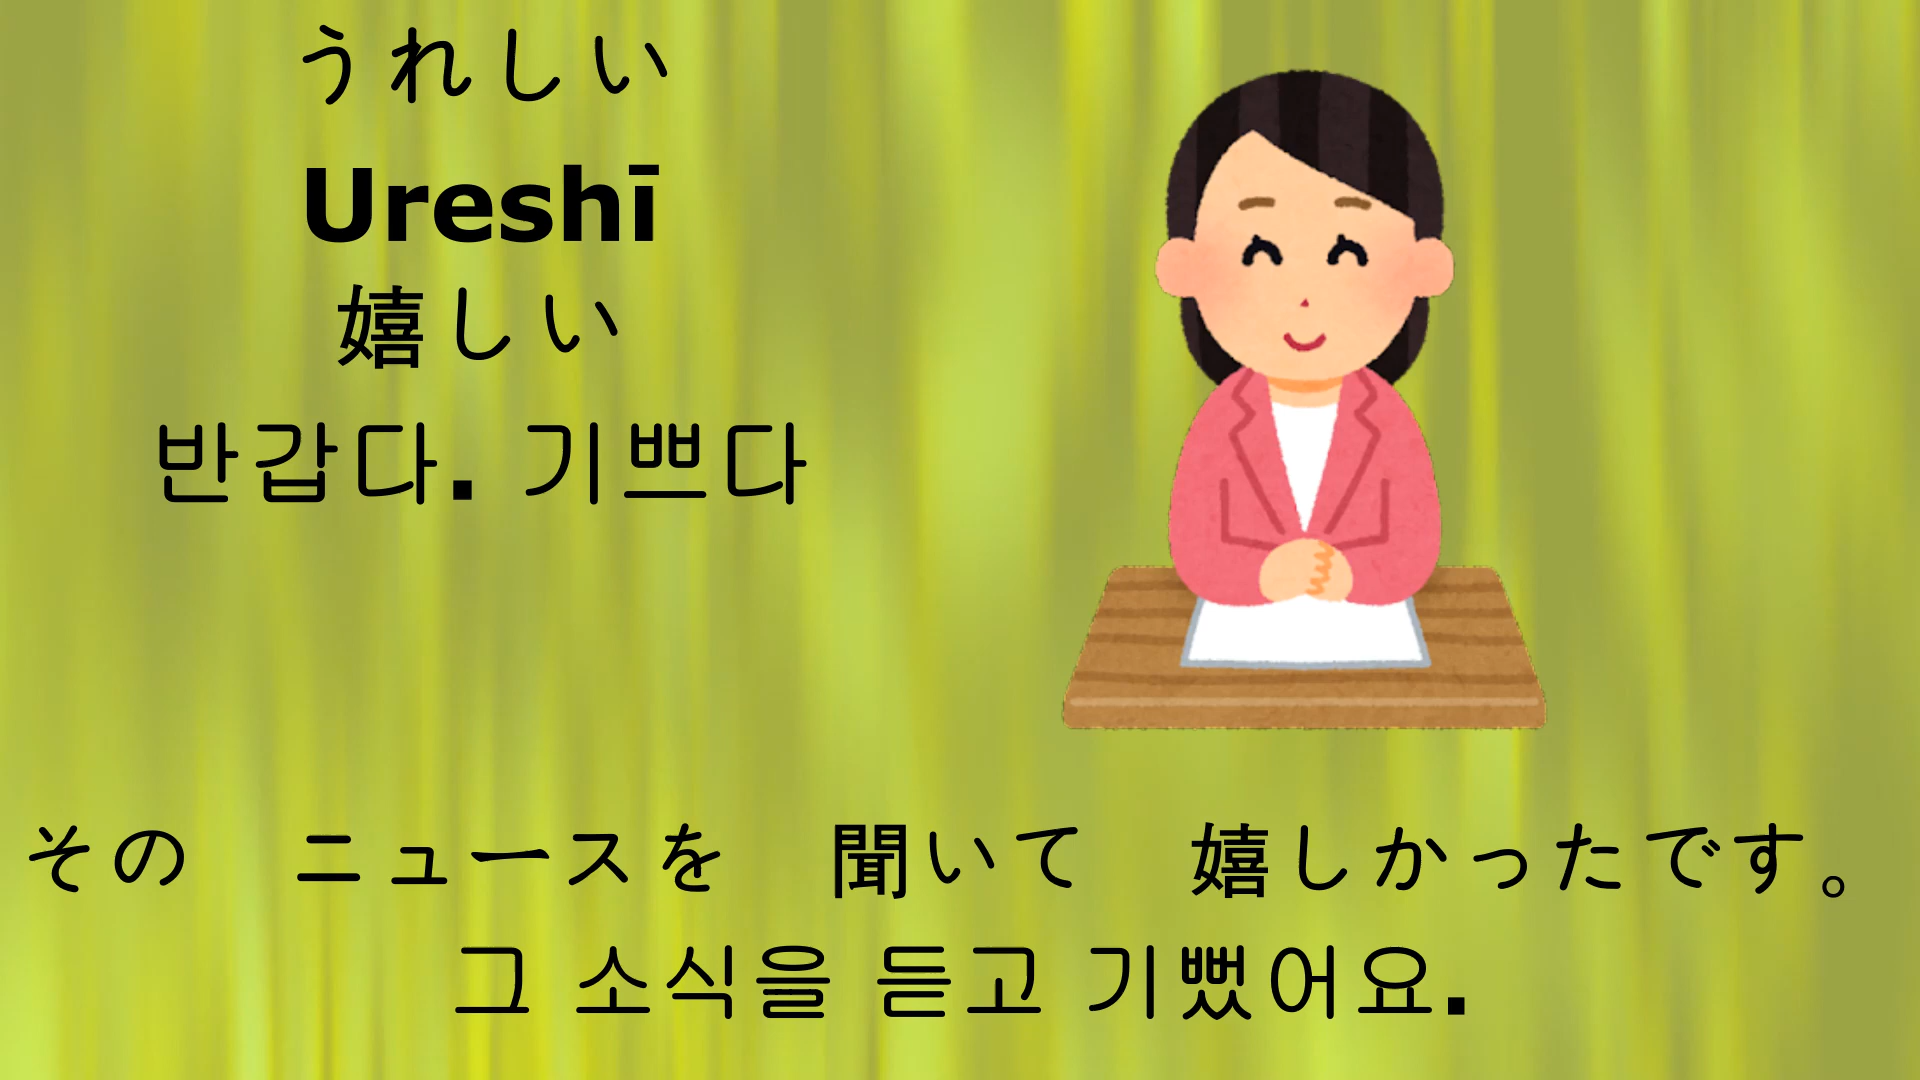 うれしい
Ureshī
嬉しい
반갑다. 기쁘다
その　ニュースを　聞いて　嬉しかったです。
그 소식을 듣고 기뻤어요.